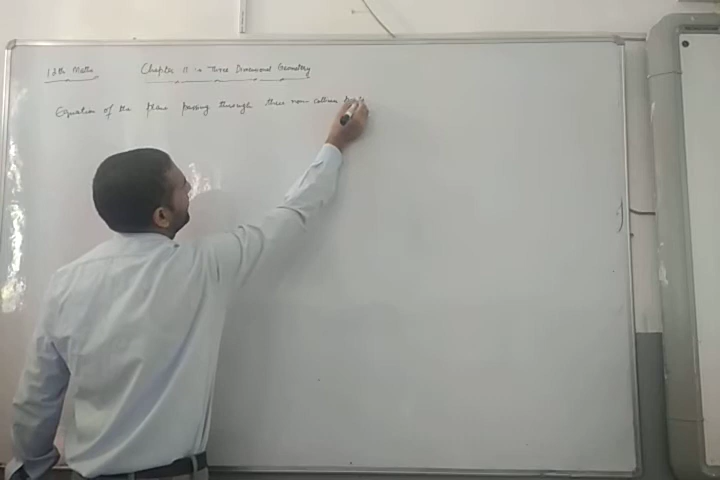 12th Maths Chapter 11 Three Dimensional Geometry
Equation of the plane passing through three non collinear